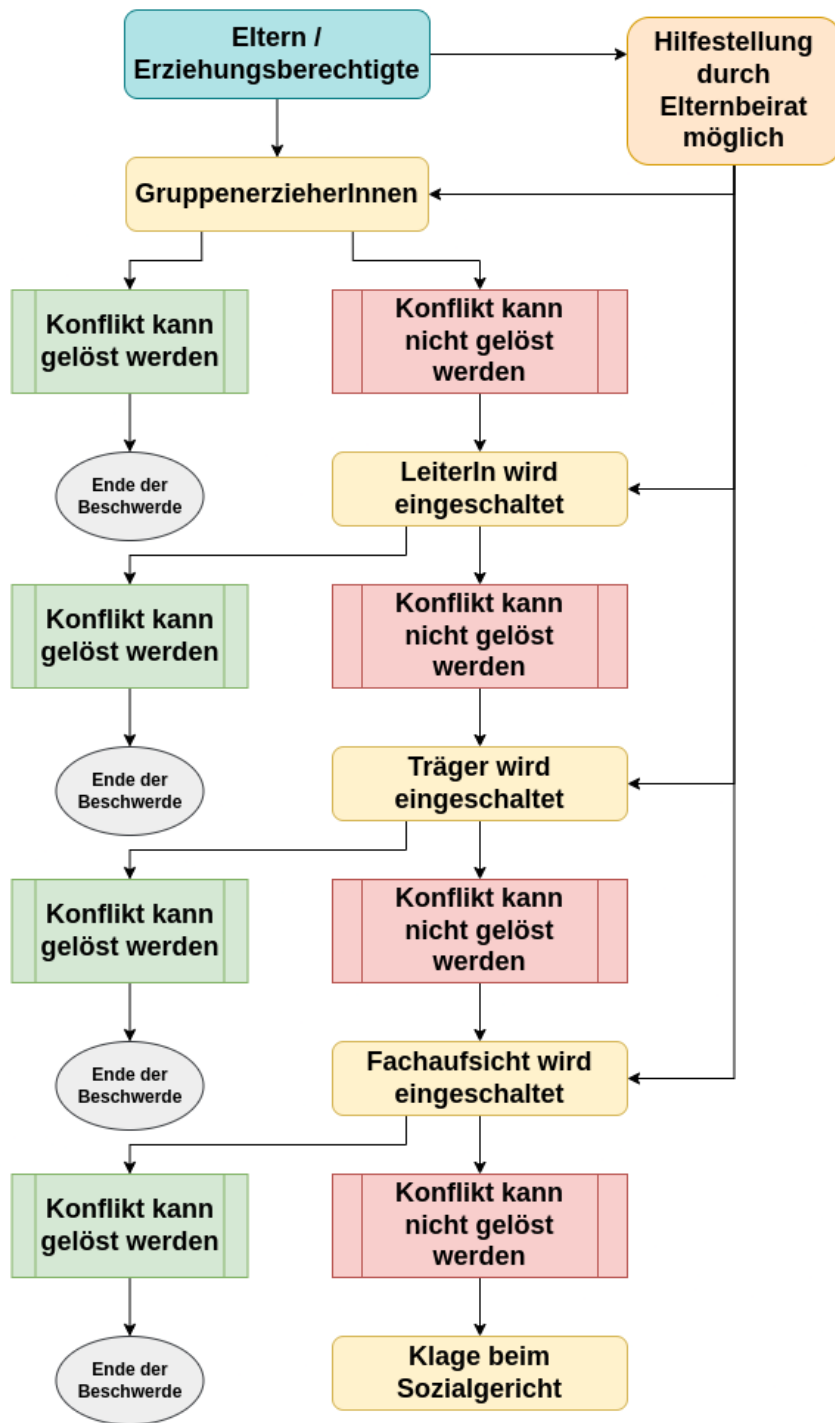 Eltern /
Erziehungsberechtigte
Hilfestellung
durch
Elternbeirat
möglich
GruppenerzieherInnen
Konflikt kann
gelöst werden
Konflikt kann
nicht gelöst
werden
Ende der
Beschwerde
LeiterIn wird
eingeschaltet
Konflikt kann
gelöst werden
Konflikt kann
nicht gelöst
werden
Ende der
Beschwerde
Träger wird
eingeschaltet
Konflikt kann
gelöst werden
Konflikt kann
nicht gelöst
werden
Ende der
Beschwerde
Fachaufsicht wird
eingeschaltet
Konflikt kann
gelöst werden
Konflikt kann
nicht gelöst
werden
Ende der
Beschwerde
Klage beim
Sozialgericht